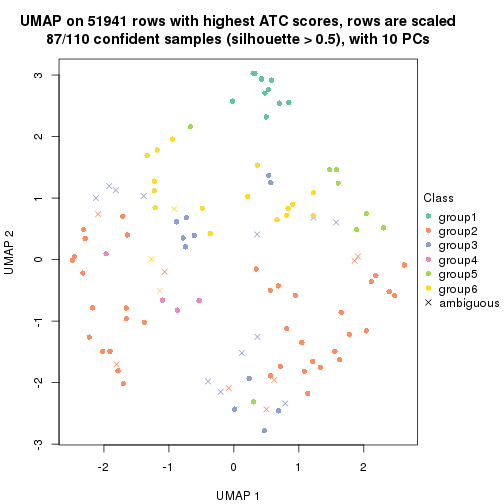 UMAP on 51941 rows with highest ATC scores, rows are scaled
87/110 confident samples (silhouette > 0.5), with 10 PCs
3
2
1
0
-1
-2
-3
UMAP 2
-2
-1
0
1
2
UMAP 1
Class
group1
group2
group3
group4
group5
group6
ambiguous